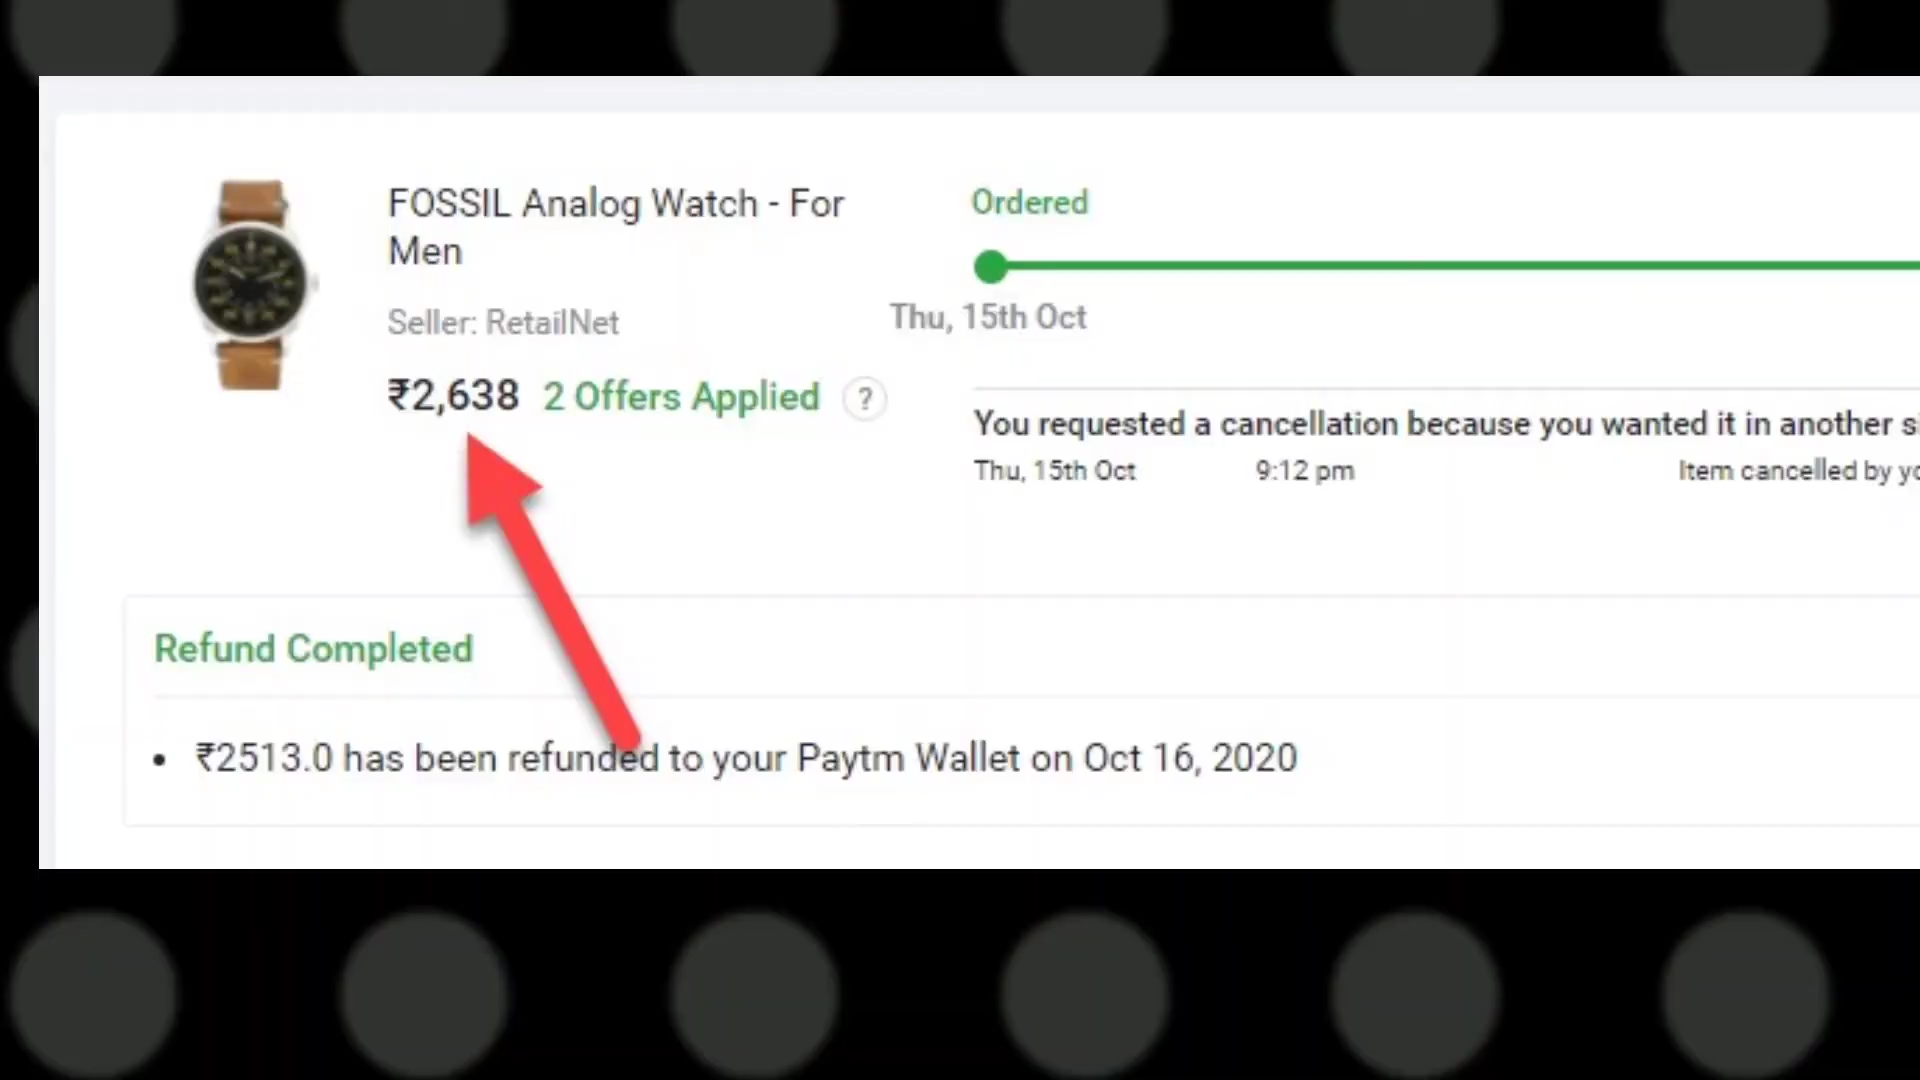 FOSSIL Analog Watch - For
Men
Seller: RetailNet
₹2,638 2 Offers Applied ?
Ordered
Thu, 15th Oct
You requested a cancellation because you wanted it in another
Thu, 15th Oct 9:12 pm Item cancelled by
Refund Completed
• ₹2513.0 has been refunded to your Paytm Wallet on Oct 16, 2020